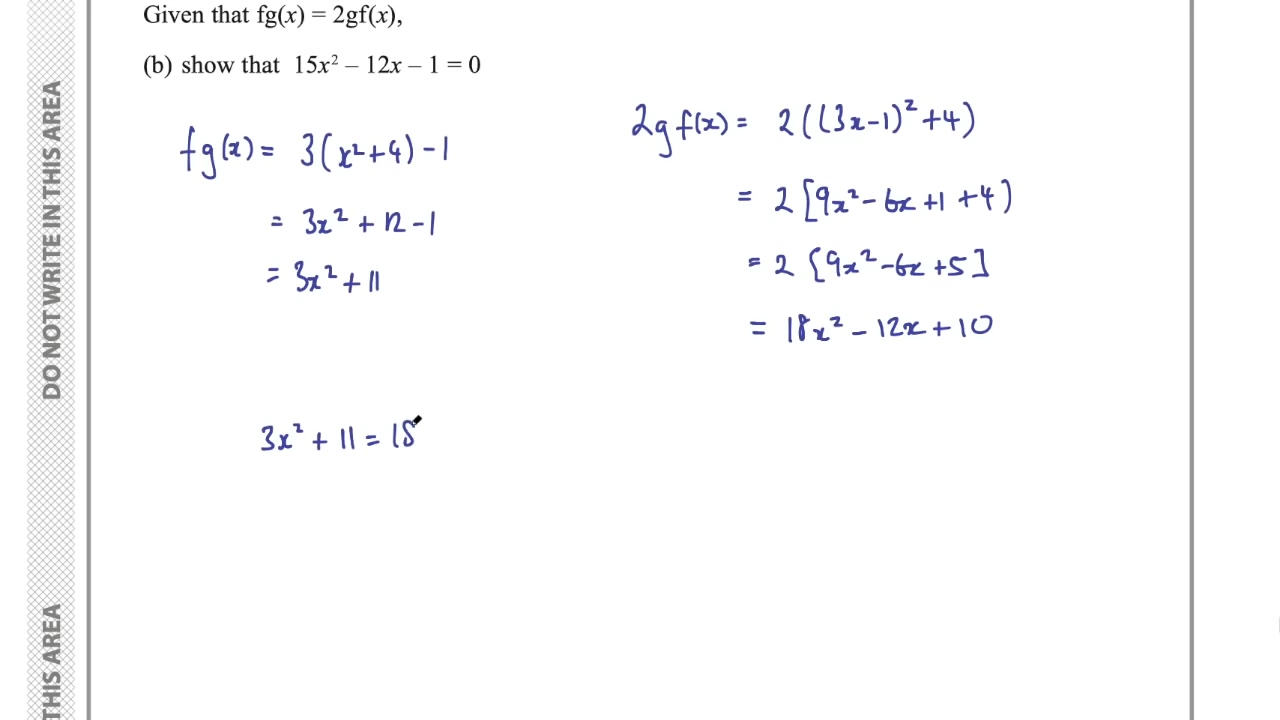 Given that fg(x) = 2gf(x),
(b) show that 15x² – 12x – 1 = 0
fg(x) = 3(x²+4)-1
= 3x² + 12 - 1
= 3x² + 11
2gf(x) = 2((3x-1)² +4)
= 2[9x² - 6x +1 +4)
= 2 [9x² -6x +5]
= 18x² - 12x + 10
3x² + 11 = 18
DO NOT WRITE IN THIS AREA
THIS AREA